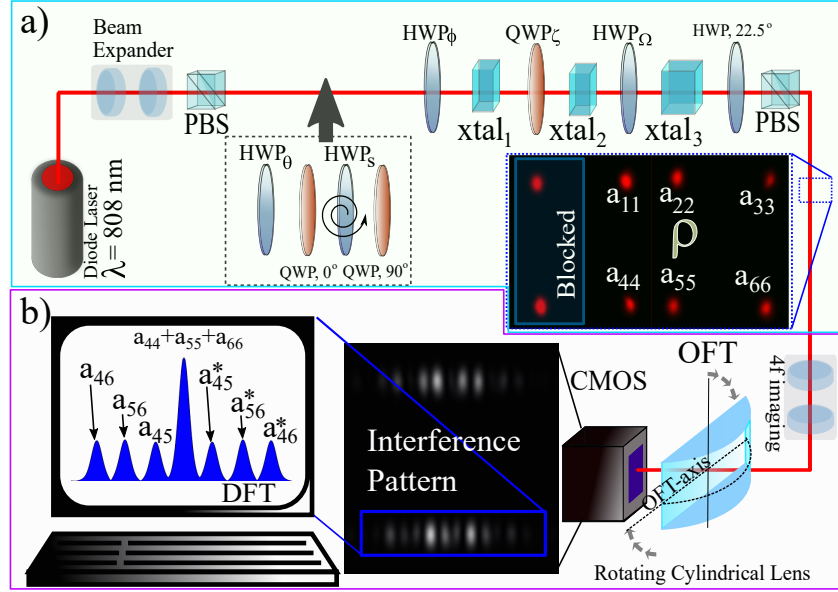 a)
Beam
Expander
PBS
HWPϕ
QWPζ
HWPΩ
HWP, 22.5°
xtal₁
xtal₂
xtal₃
PBS
Diode Laser
λ = 808 nm
HWPθ
HWPs
QWP, 0°
QWP, 90°
Blocked
a₁₁
a₂₂
a₃₃
ρ
a₄₄
a₅₅
a₆₆
b)
a₄₄+a₅₅+a₆₆
a₄₆
a₅₆
a₄₅
a*₄₅
a*₅₆
a*₄₆
DFT
Interference
Pattern
CMOS
OFT
4f imaging
OFT-axis
Rotating Cylindrical Lens